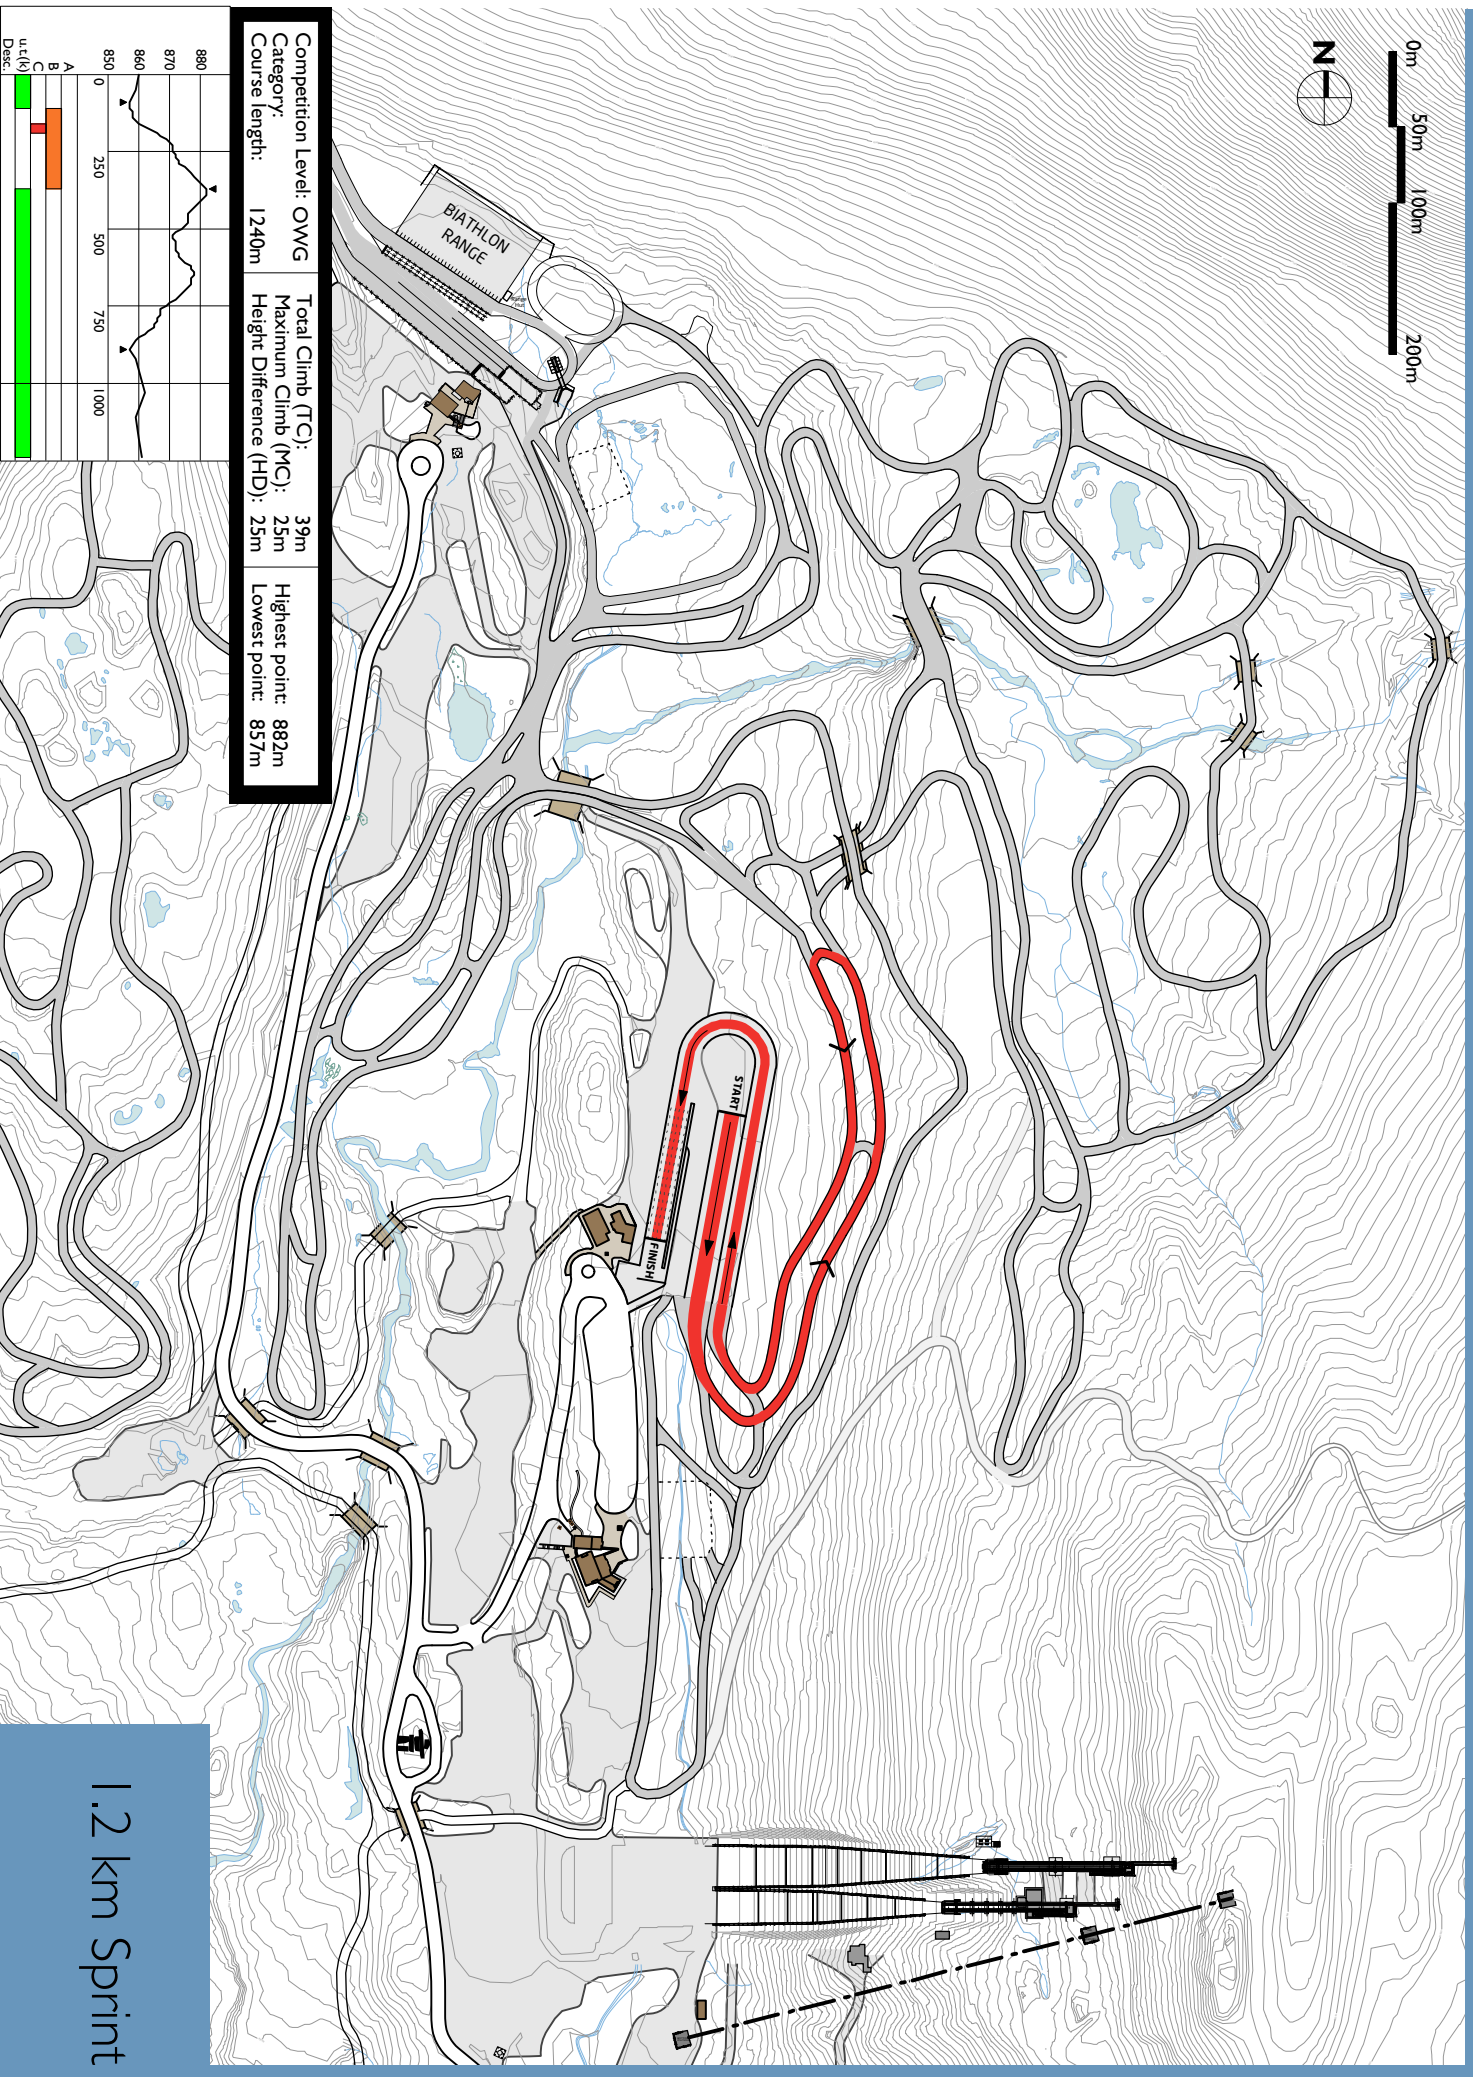 0m 50m 100m 200m
N
BIATHLON
RANGE
Range
Hut
START
FINISH
Competition Level: OWG
Category:
Course length: 1240m
Total Climb (TC): 39m
Maximum Climb (MC): 25m
Height Difference (HD): 25m
Highest point: 882m
Lowest point: 857m
880
870
860
850
0 250 500 750 1000
A
B
C
u.t.(k)
Desc.
1.2 km Sprint